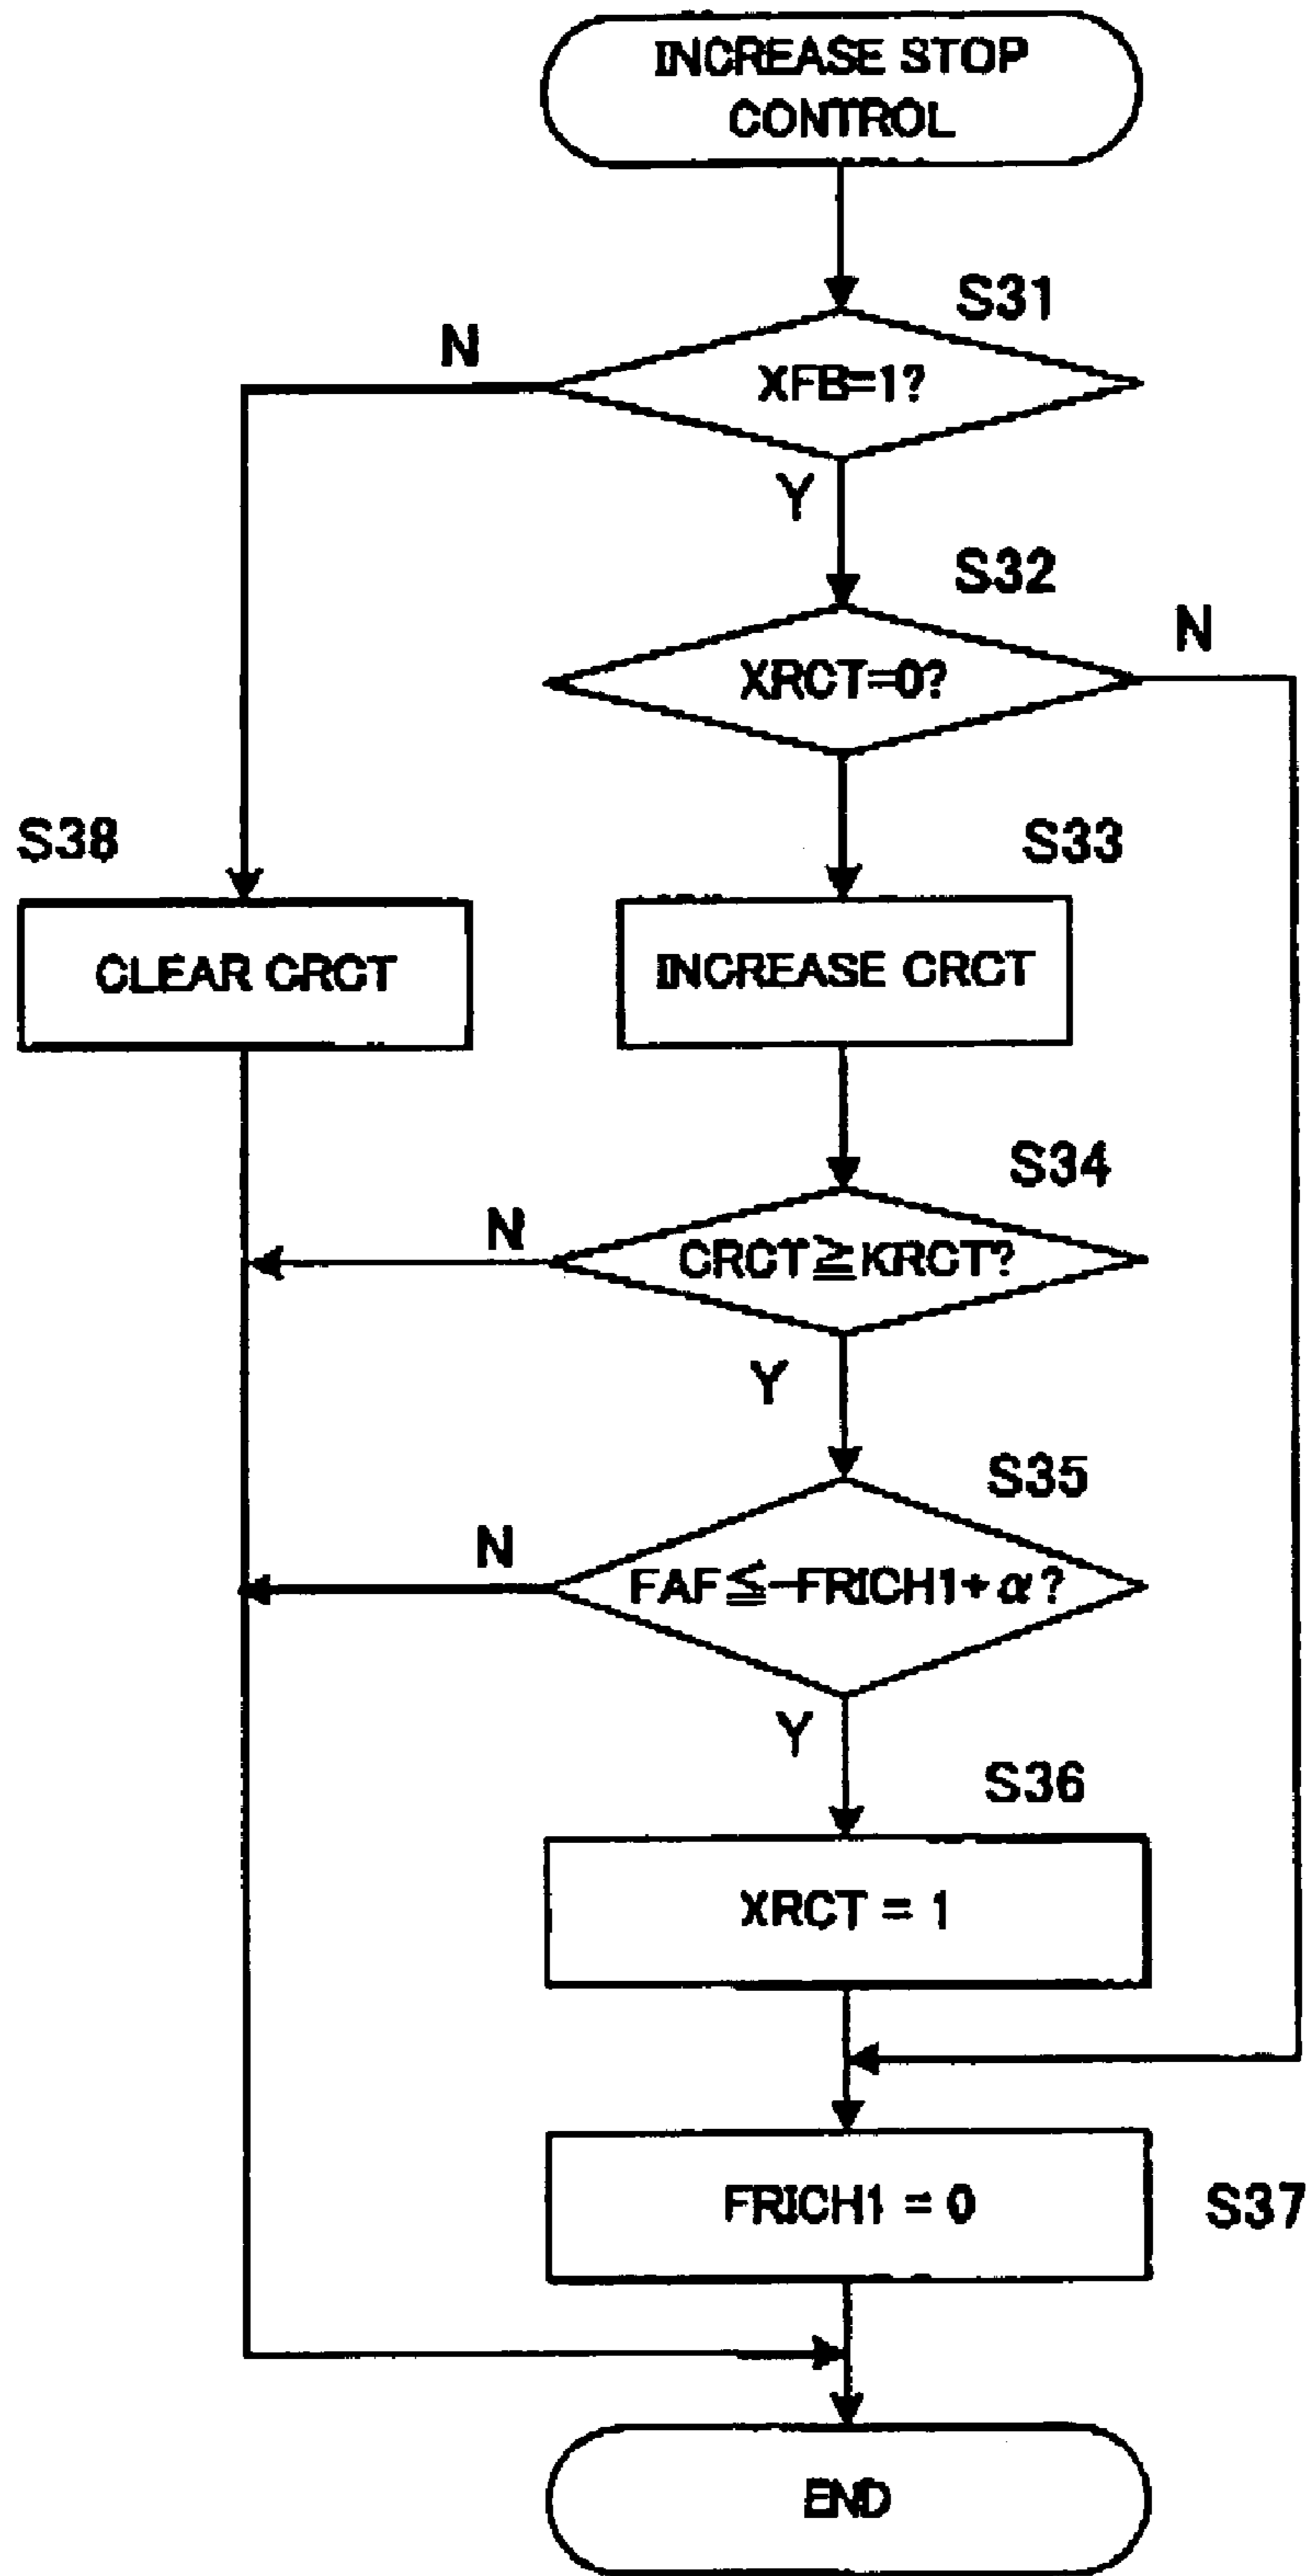 INCREASE STOP
CONTROL
S31
N
XFB=1?
Y
S32
N
XRCT=0?
S38
S33
CLEAR CRCT
INCREASE CRCT
S34
N
CRCT≧KRCT?
Y
S35
N
FAF≦-FRICH1+α?
Y
S36
XRCT = 1
FRICH1 = 0
S37
END